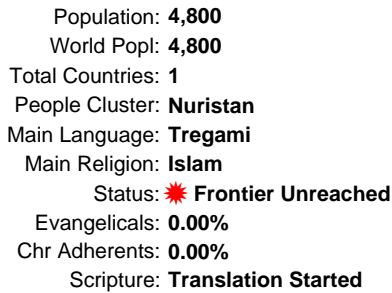 Population: 4,800
World Popl: 4,800
Total Countries: 1
People Cluster: Nuristan
Main Language: Tregami
Main Religion: Islam
Status: Frontier Unreached
Evangelicals: 0.00%
Chr Adherents: 0.00%
Scripture: Translation Started